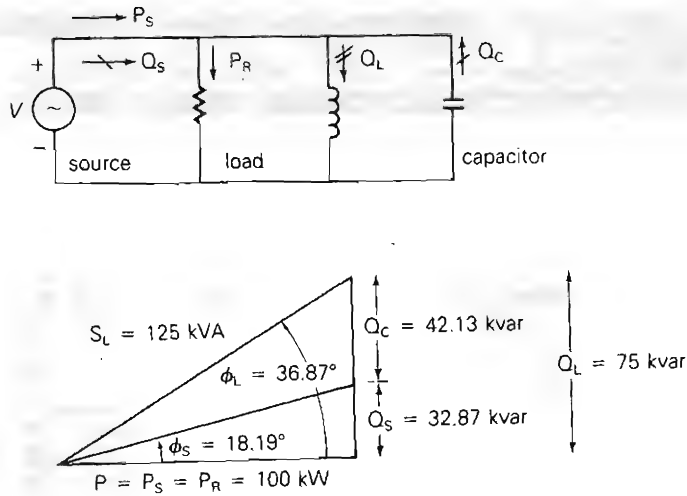 P_S
+
Q_S
P_R
Q_L
Q_C
V
~
−
source
load
capacitor
S_L = 125 kVA
Q_C = 42.13 kvar
ϕ_L = 36.87°
Q_L = 75 kvar
Q_S = 32.87 kvar
ϕ_S = 18.19°
P = P_S = P_R = 100 kW